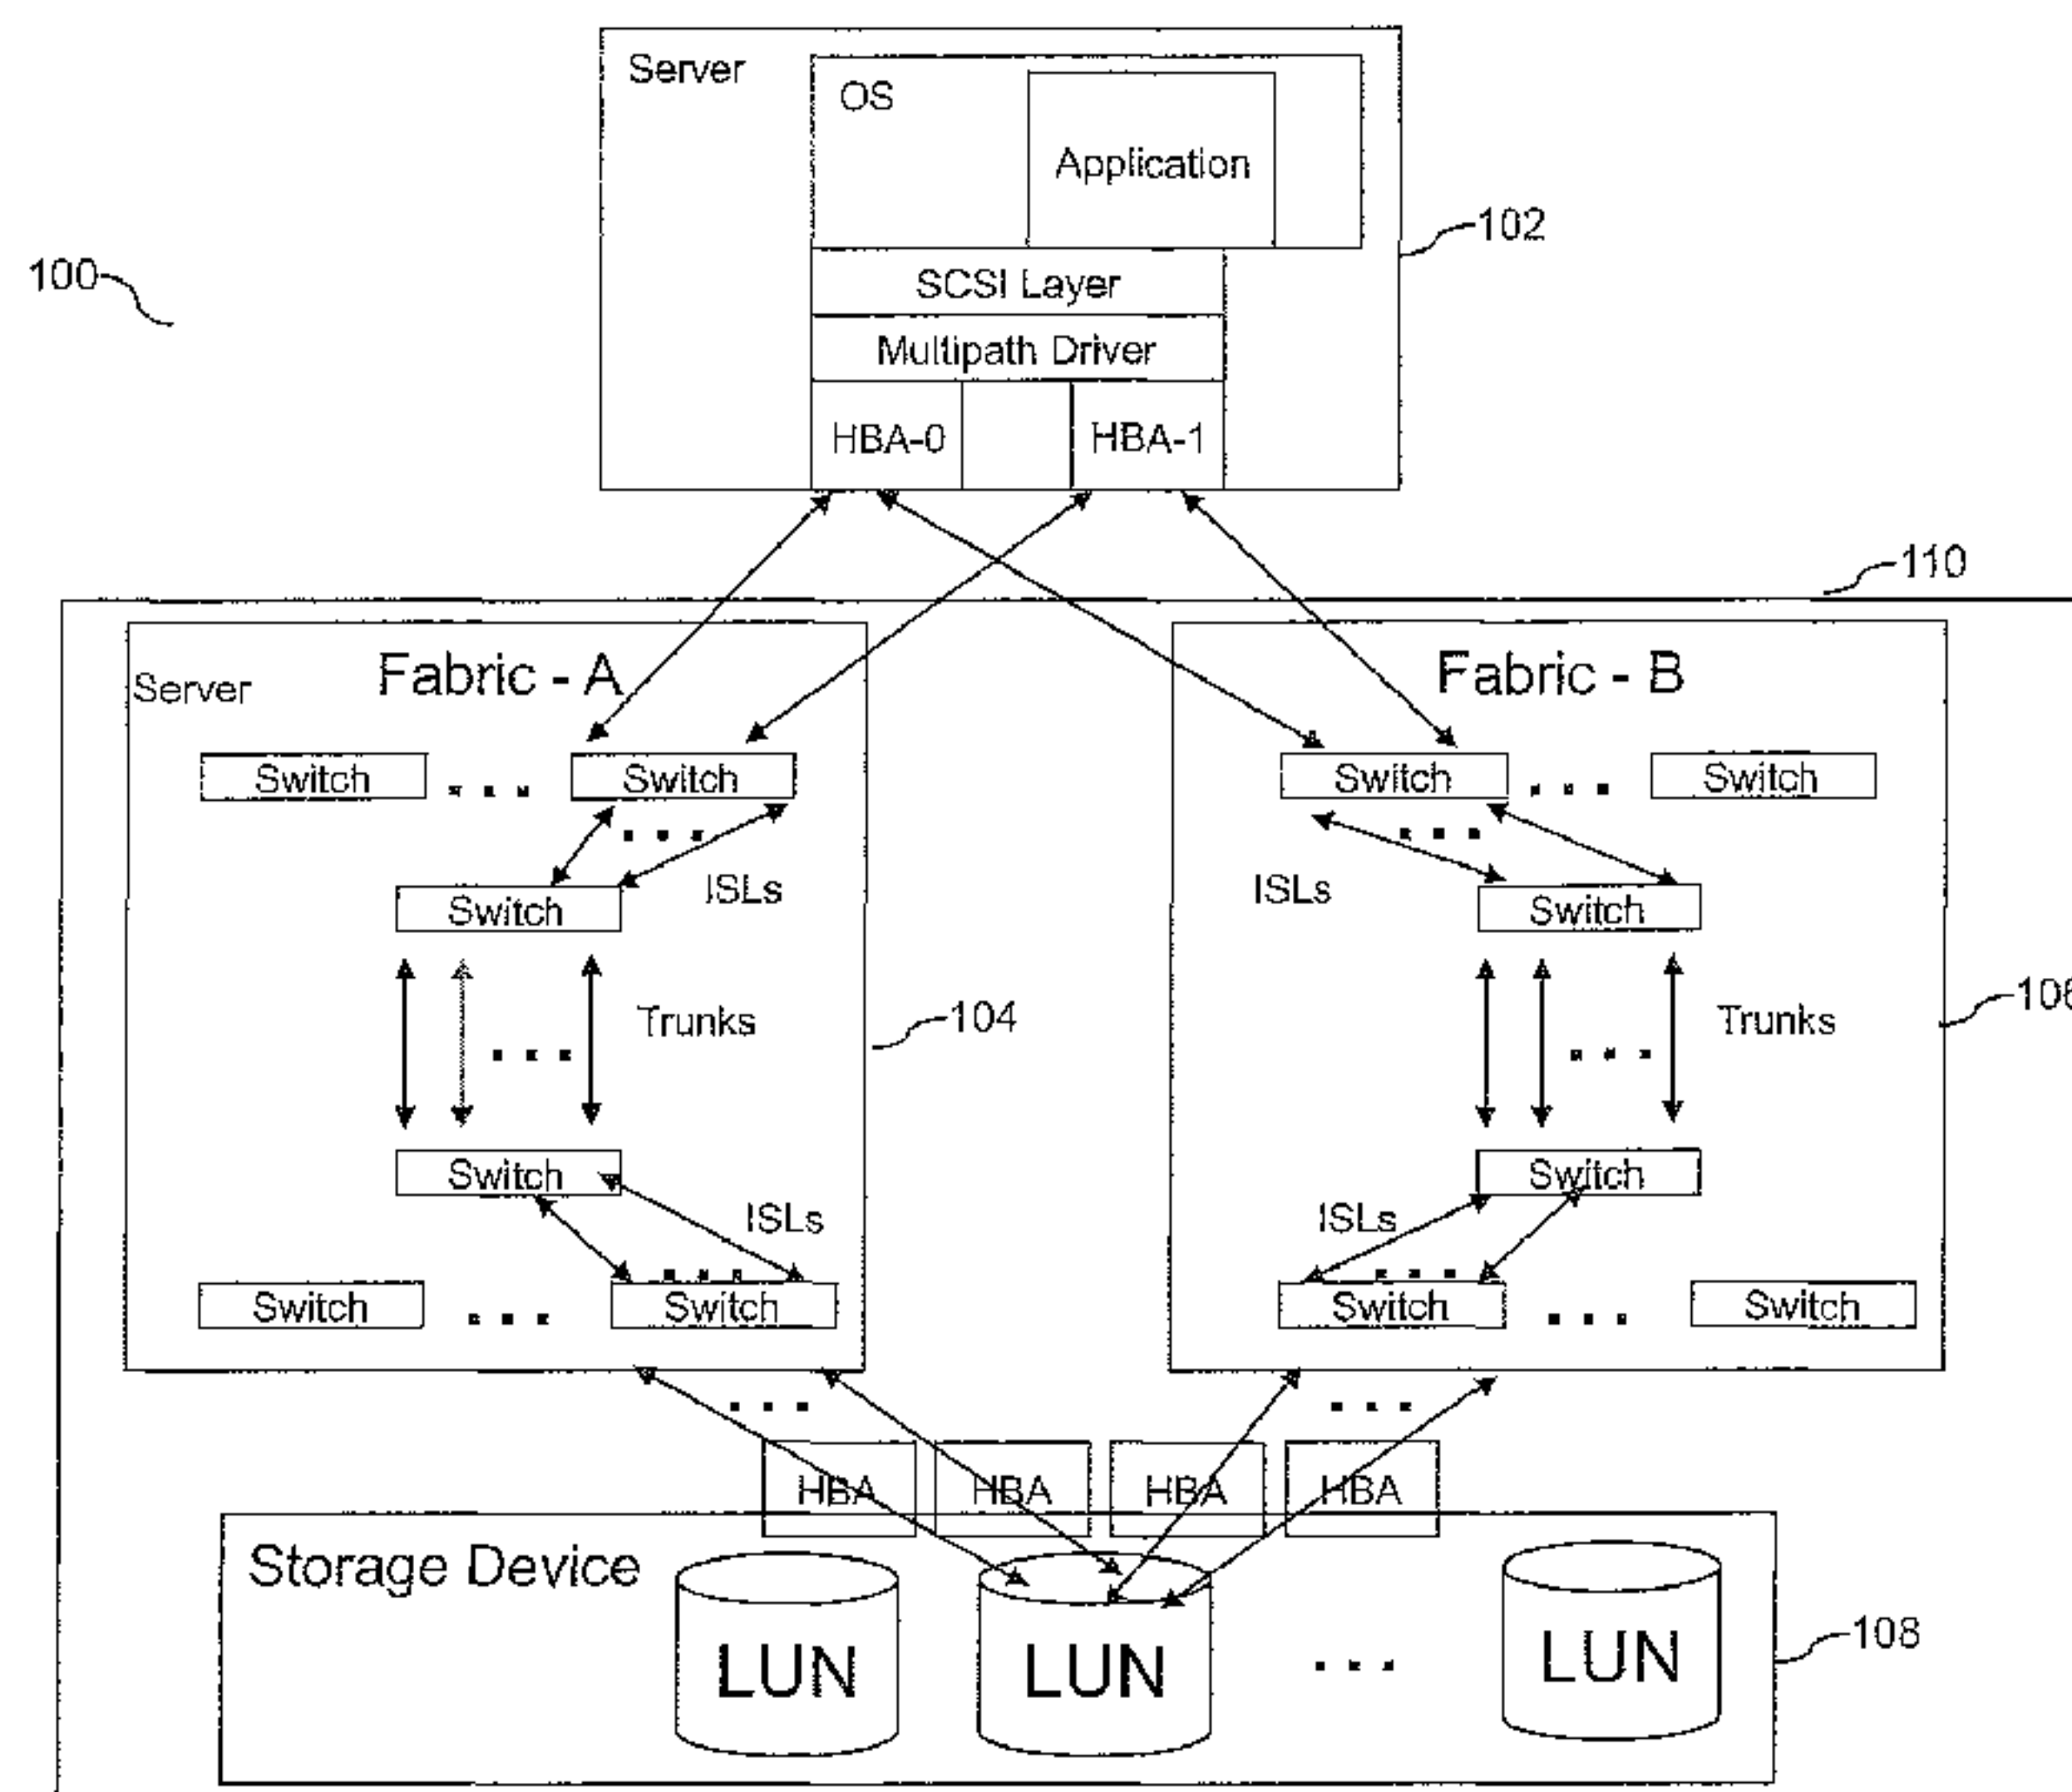 Server
OS
Application
102
100
SCSI Layer
Multipath Driver
HBA-0
HBA-1
110
Server
Fabric - A
Fabric - B
Switch
Switch
Switch
Switch
ISLs
ISLs
Switch
Switch
Trunks
104
Trunks
106
Switch
Switch
ISLs
ISLs
Switch
Switch
Switch
Switch
HBA
HBA
HBA
HBA
Storage Device
LUN
LUN
LUN
108